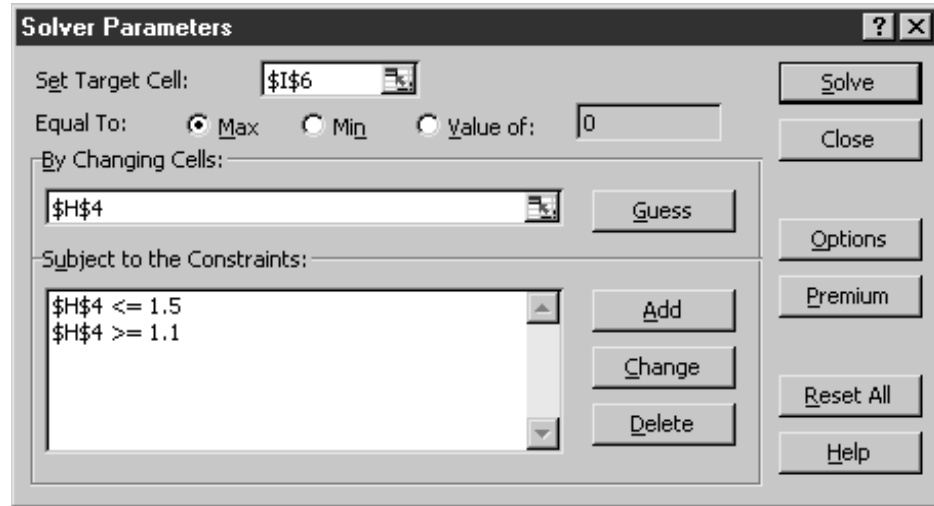 Solver Parameters
Set Target Cell: $I$6
Solve
Equal To: Max Min Value of: 0
Close
By Changing Cells:
$H$4
Guess
Options
Subject to the Constraints:
$H$4 <= 1.5
$H$4 >= 1.1
Add
Premium
Change
Reset All
Delete
Help